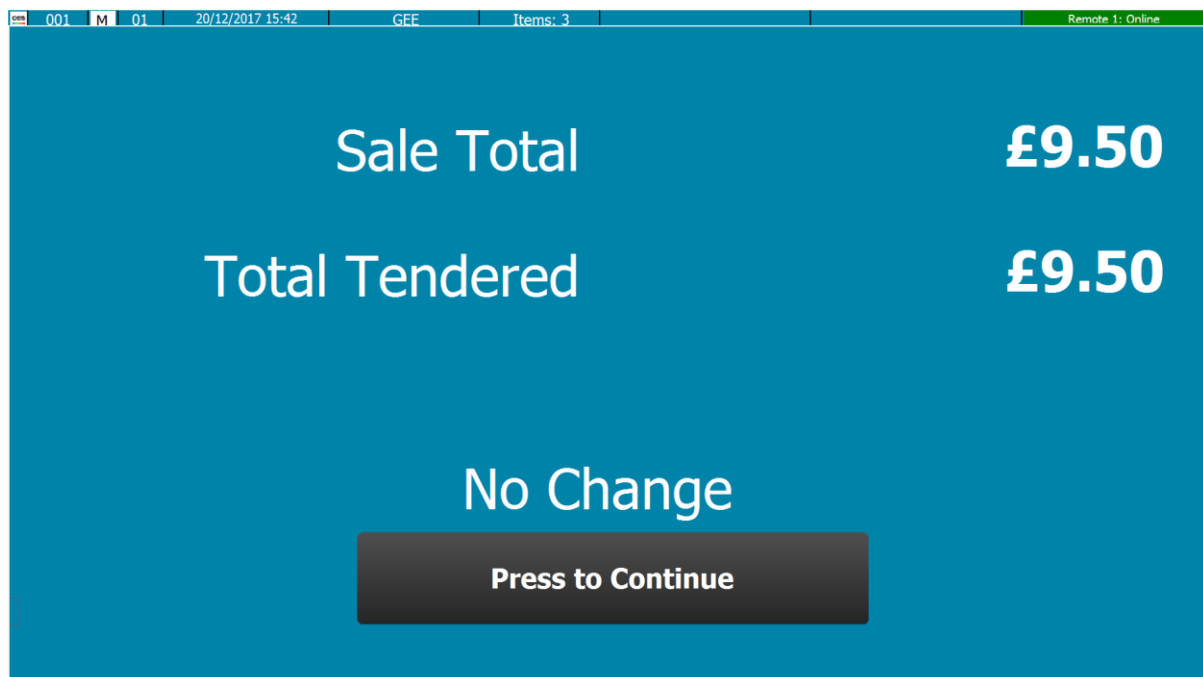 ces 001 M 01 20/12/2017 15:42 GEE Items: 3 Remote 1: Online
Sale Total £9.50
Total Tendered £9.50
No Change
Press to Continue